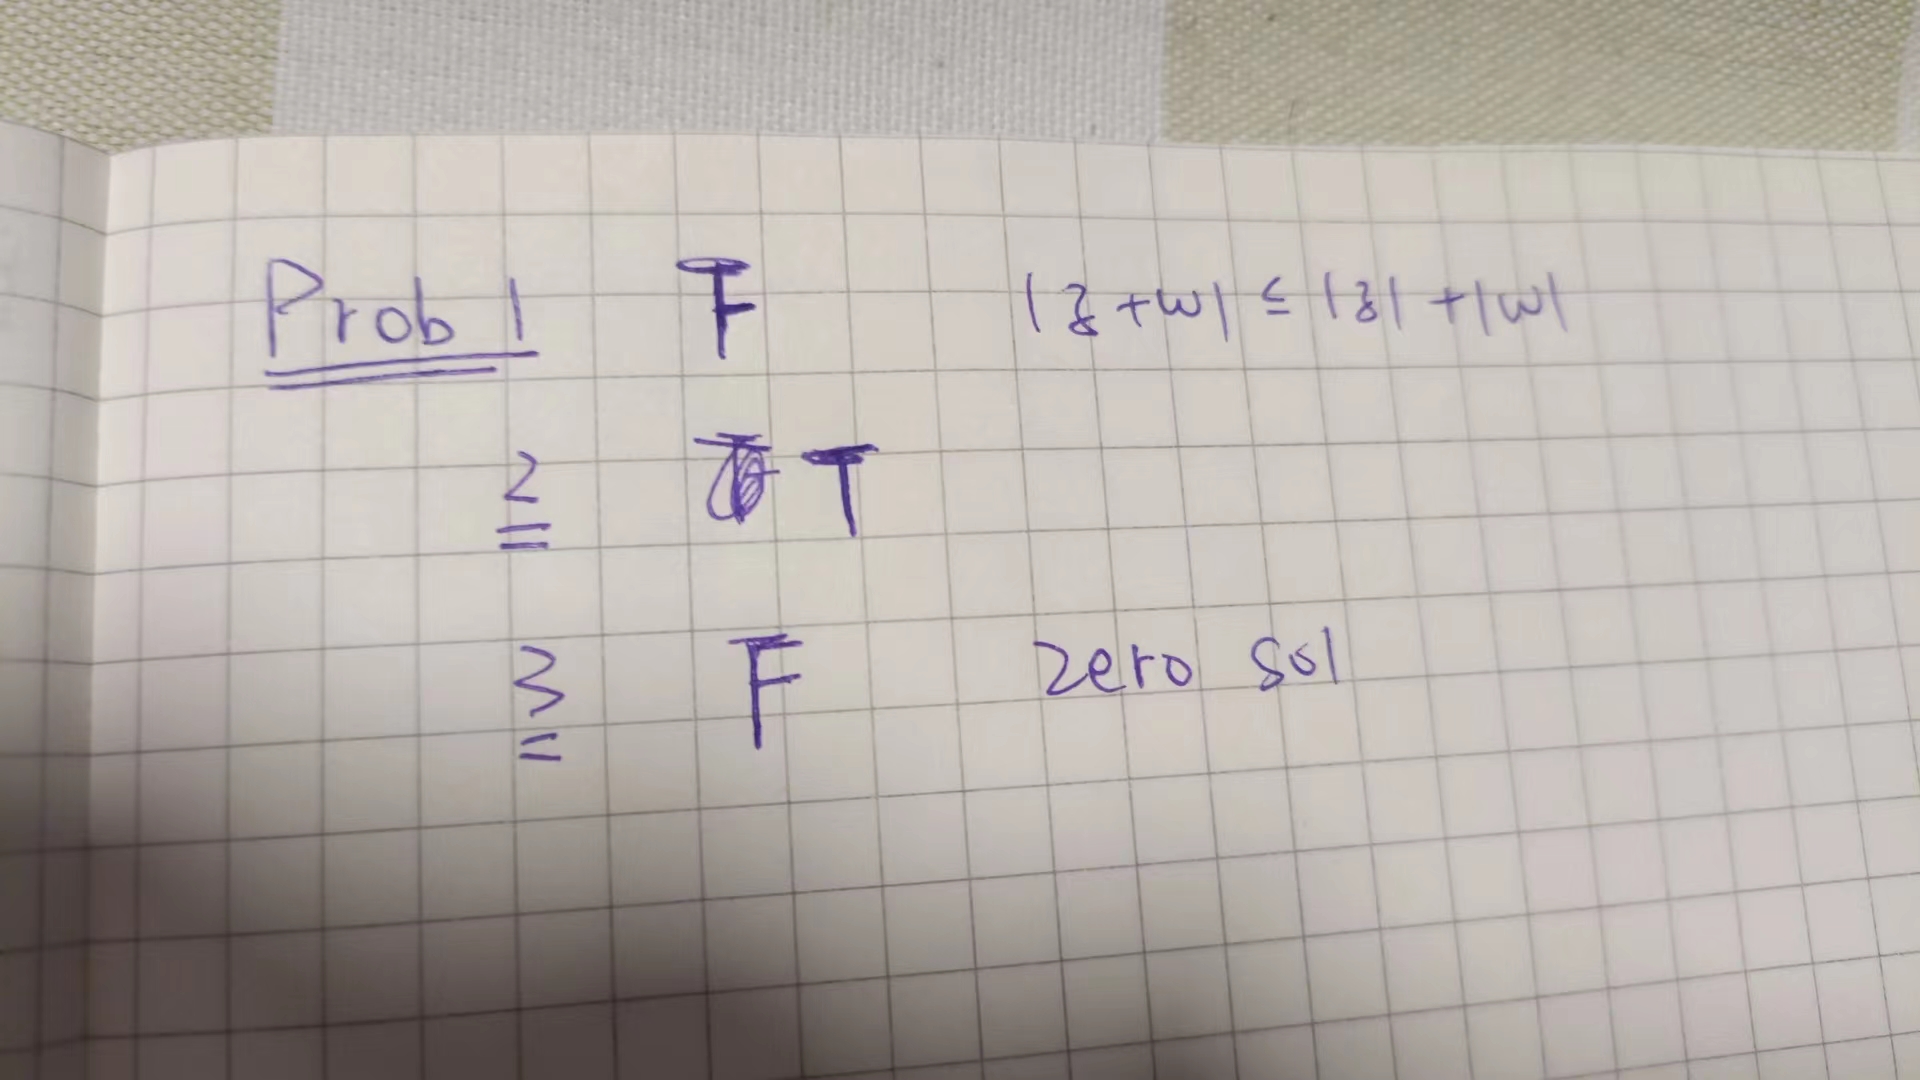 Prob 1 F |z+w| ≤ |z| + |w|
2 T
3 F zero sol